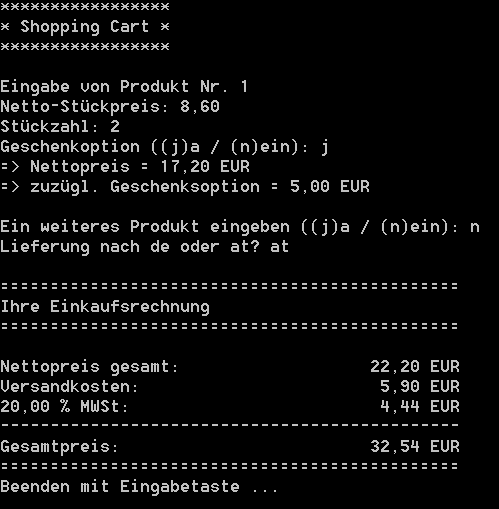 *****************
* Shopping Cart *
*****************
Eingabe von Produkt Nr. 1
Netto-Stückpreis: 8,60
Stückzahl: 2
Geschenkoption ((j)a / (n)ein): j
=> Nettopreis = 17,20 EUR
=> zuzügl. Geschenksoption = 5,00 EUR
Ein weiteres Produkt eingeben ((j)a / (n)ein): n
Lieferung nach de oder at? at
==============================================
Ihre Einkaufsrechnung
==============================================
Nettopreis gesamt: 22,20 EUR
Versandkosten: 5,90 EUR
20,00 % MWSt: 4,44 EUR
----------------------------------------------
Gesamtpreis: 32,54 EUR
==============================================
Beenden mit Eingabetaste ...